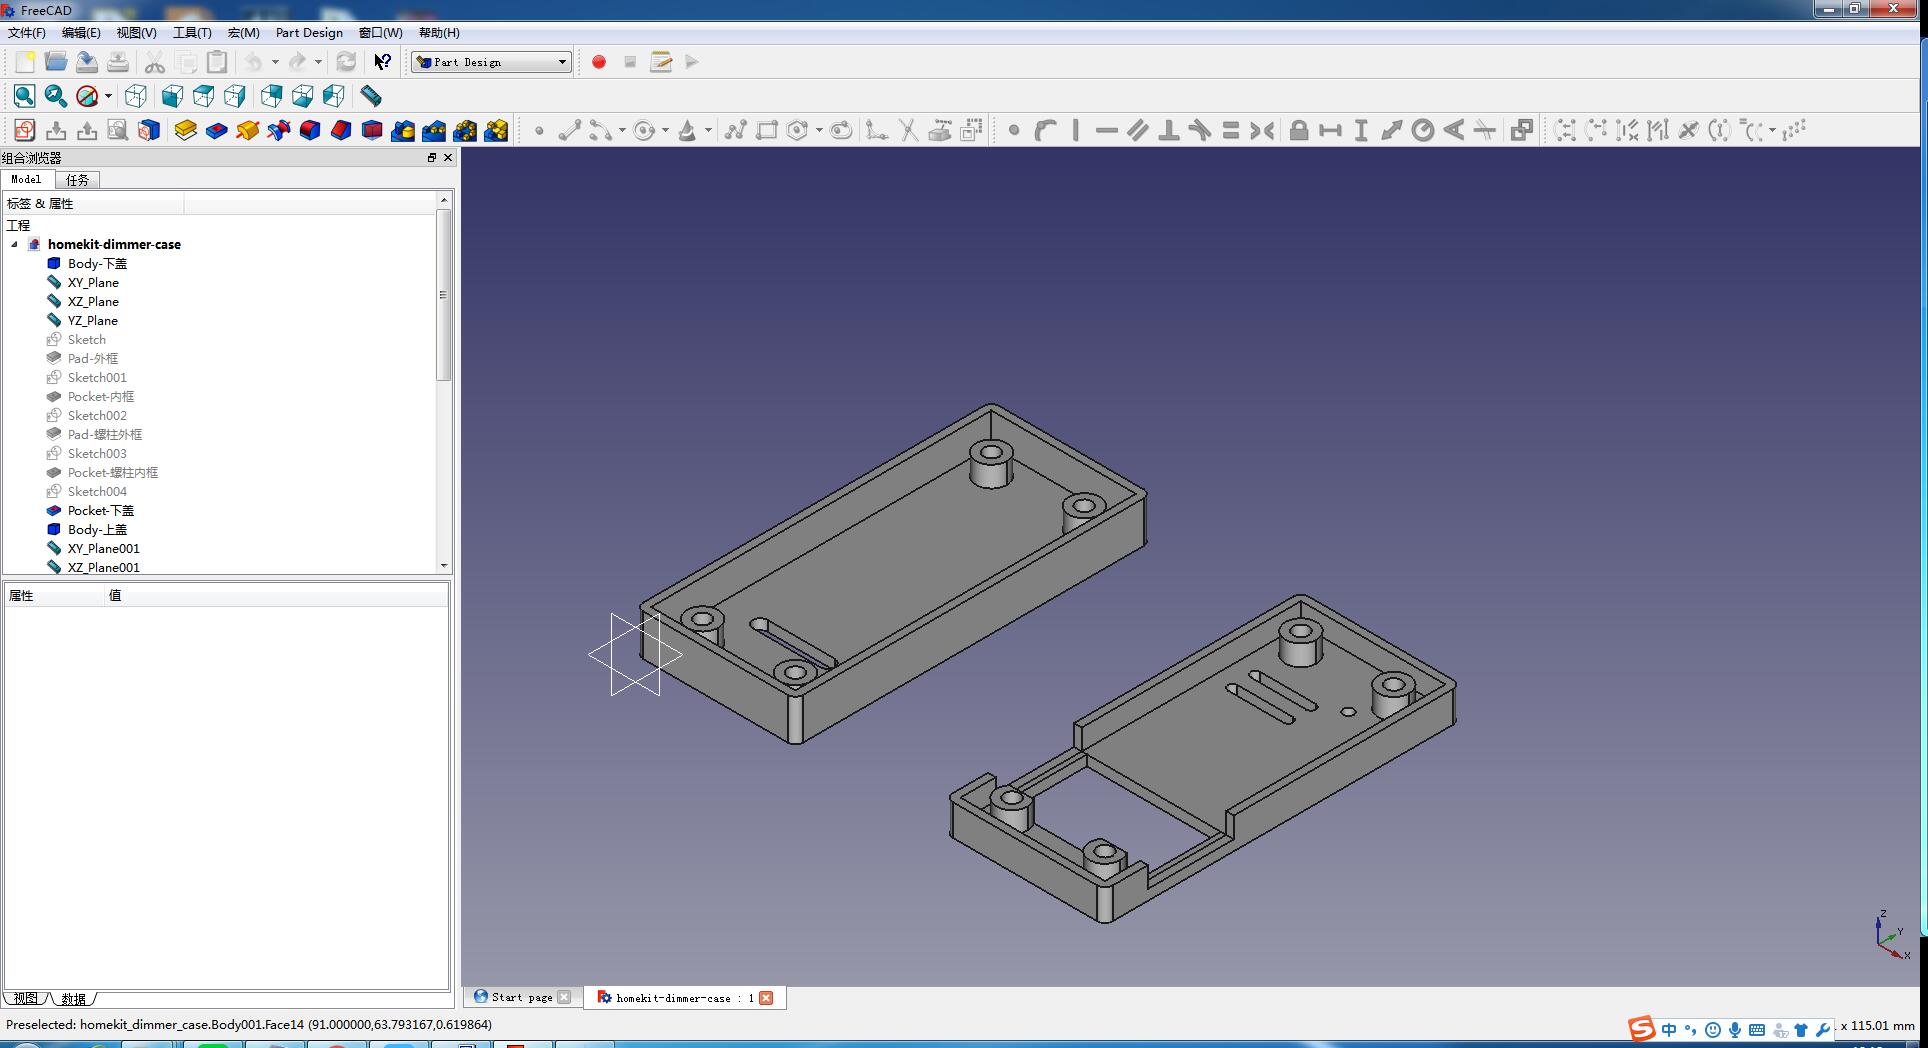 FreeCAD
文件(F) 编辑(E) 视图(V) 工具(T) 宏(M) Part Design 窗口(W) 帮助(H)
Part Design
组合浏览器
Model 任务
标签 & 属性
工程
homekit-dimmer-case
Body-下盖
XY_Plane
XZ_Plane
YZ_Plane
Sketch
Pad-外框
Sketch001
Pocket-内框
Sketch002
Pad-螺柱外框
Sketch003
Pocket-螺柱内框
Sketch004
Pocket-下盖
Body-上盖
XY_Plane001
XZ_Plane001
属性 值
Z
Y
X
视图 数据
Start page homekit-dimmer-case : 1
Preselected: homekit_dimmer_case.Body001.Face14 (91.000000,63.793167,0.619864)
S 中 x 115.01 mm